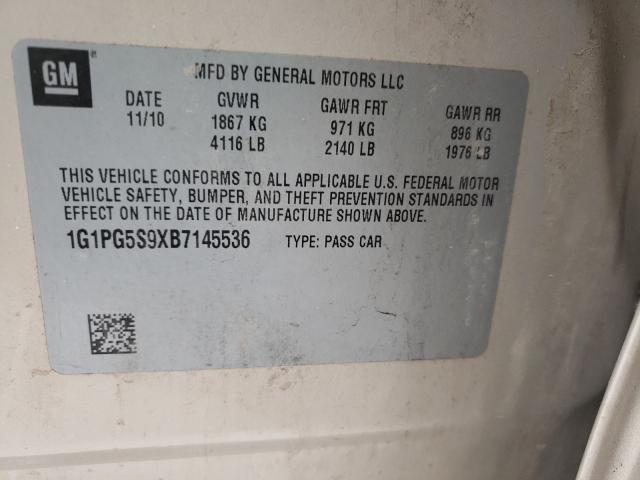 GM
MFD BY GENERAL MOTORS LLC
DATE GVWR GAWR FRT GAWR RR
11/10 1867 KG 971 KG 896 KG
4116 LB 2140 LB 1976 LB
THIS VEHICLE CONFORMS TO ALL APPLICABLE U.S. FEDERAL MOTOR
VEHICLE SAFETY, BUMPER, AND THEFT PREVENTION STANDARDS IN
EFFECT ON THE DATE OF MANUFACTURE SHOWN ABOVE.
1G1PG5S9XB7145536 TYPE: PASS CAR